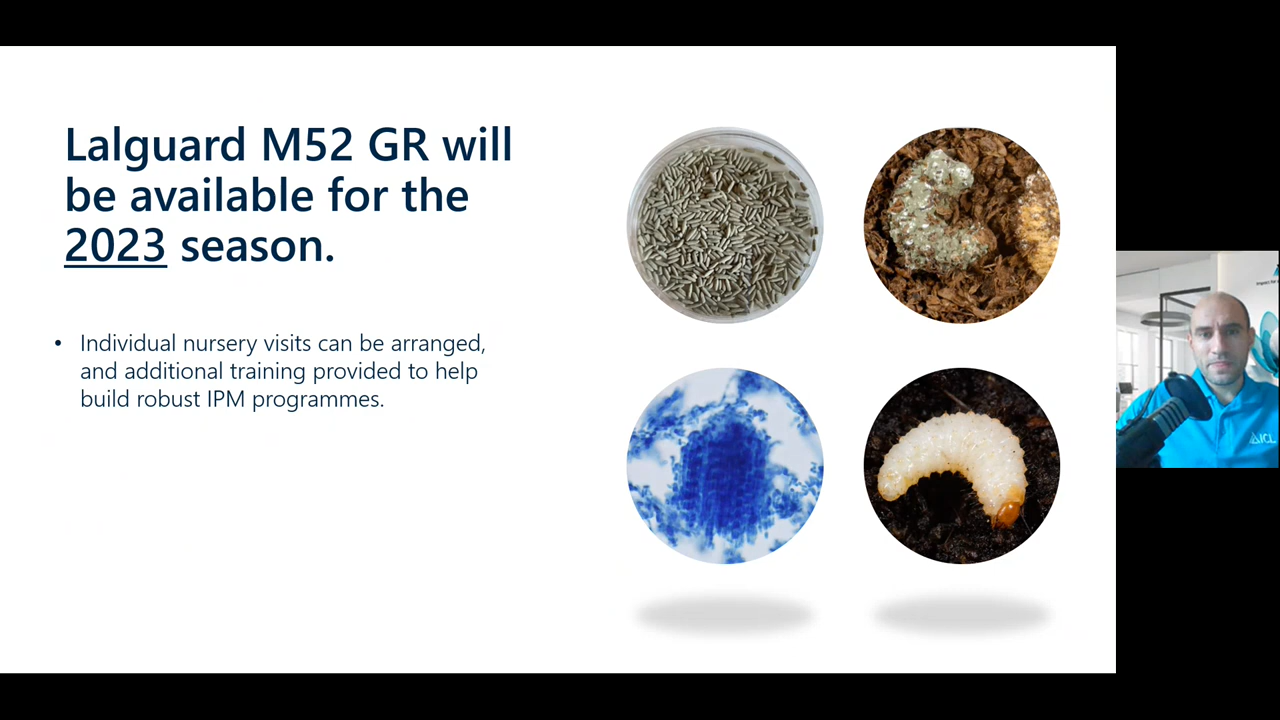 Lalguard M52 GR will
be available for the
2023 season.
• Individual nursery visits can be arranged,
and additional training provided to help
build robust IPM programmes.
ICL